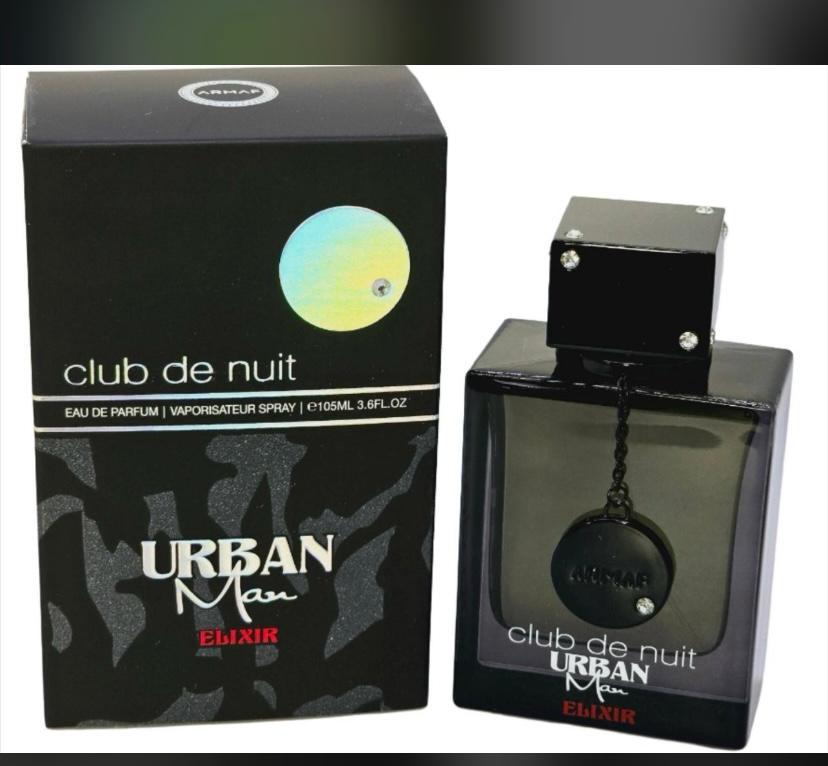 ARMAF
club de nuit
EAU DE PARFUM | VAPORISATEUR SPRAY | ℮105ML 3.6FL.OZ
URBAN
Man
ELIXIR
ARMAF
club de nuit
URBAN
Man
ELIXIR